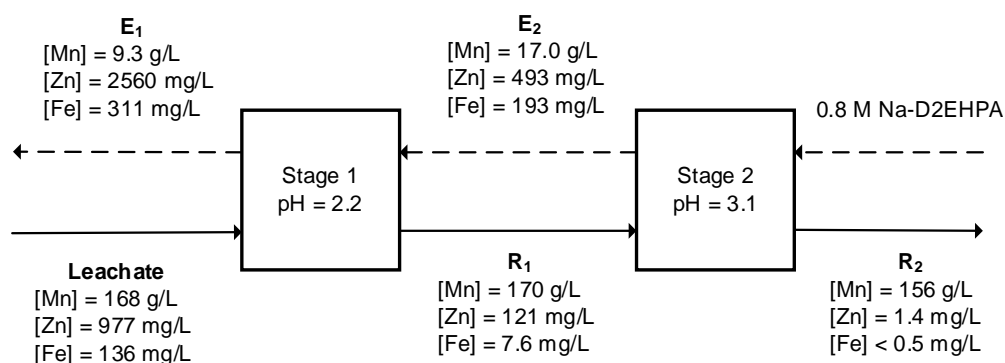 E₁
[Mn] = 9.3 g/L
[Zn] = 2560 mg/L
[Fe] = 311 mg/L
E₂
[Mn] = 17.0 g/L
[Zn] = 493 mg/L
[Fe] = 193 mg/L
0.8 M Na-D2EHPA
Stage 1
pH = 2.2
Stage 2
pH = 3.1
Leachate
[Mn] = 168 g/L
[Zn] = 977 mg/L
[Fe] = 136 mg/L
R₁
[Mn] = 170 g/L
[Zn] = 121 mg/L
[Fe] = 7.6 mg/L
R₂
[Mn] = 156 g/L
[Zn] = 1.4 mg/L
[Fe] < 0.5 mg/L